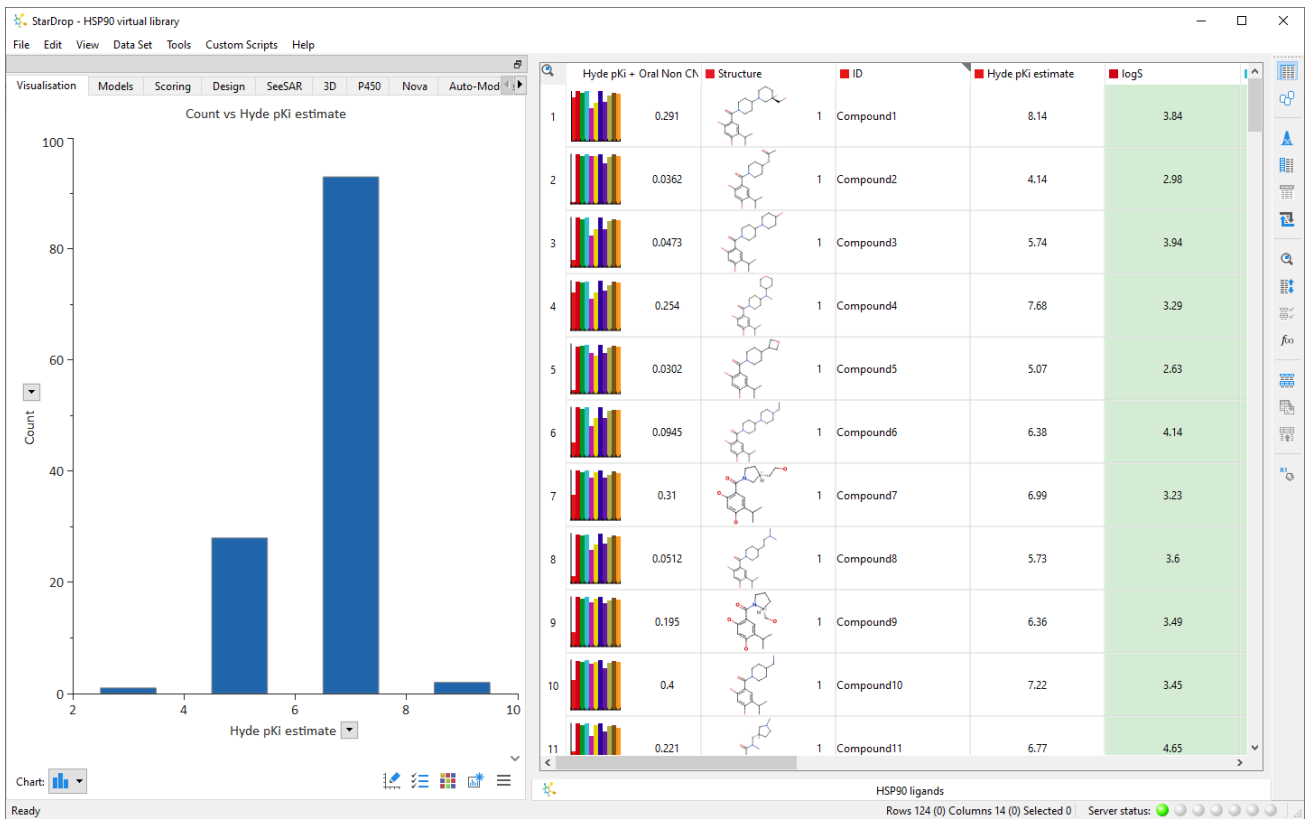 StarDrop - HSP90 virtual library
File Edit View Data Set Tools Custom Scripts Help
Visualisation Models Scoring Design SeeSAR 3D P450 Nova Auto-Mod
Count vs Hyde pKi estimate
100
80
60
40
20
0
Count
2 4 6 8 10
Hyde pKi estimate
Chart:
Hyde pKi + Oral Non CN Structure ID Hyde pKi estimate logS
1 0.291 1 Compound1 8.14 3.84
2 0.0362 1 Compound2 4.14 2.98
3 0.0473 1 Compound3 5.74 3.94
4 0.254 1 Compound4 7.68 3.29
5 0.0302 1 Compound5 5.07 2.63
6 0.0945 1 Compound6 6.38 4.14
7 0.31 1 Compound7 6.99 3.23
8 0.0512 1 Compound8 5.73 3.6
9 0.195 1 Compound9 6.36 3.49
10 0.4 1 Compound10 7.22 3.45
11 0.221 1 Compound11 6.77 4.65
f(x)
HSP90 ligands
Ready
Rows 124 (0) Columns 14 (0) Selected 0 Server status: